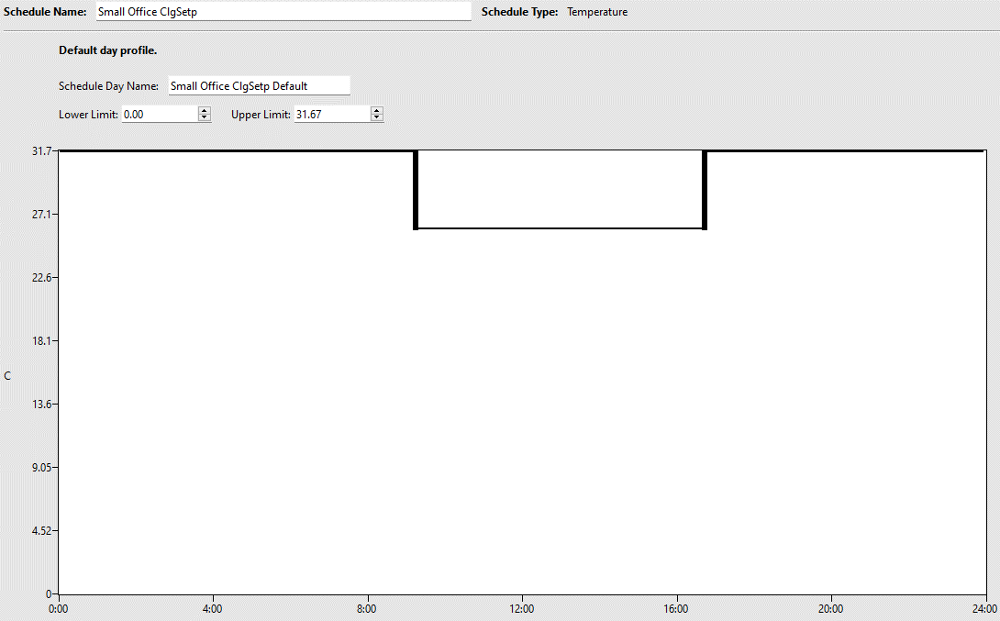 Schedule Name: Small Office ClgSetp Schedule Type: Temperature
Default day profile.
Schedule Day Name: Small Office ClgSetp Default
Lower Limit: 0.00 Upper Limit: 31.67
31.7
27.1
22.6
18.1
C
13.6
9.05
4.52
0
0:00 4:00 8:00 12:00 16:00 20:00 24:00